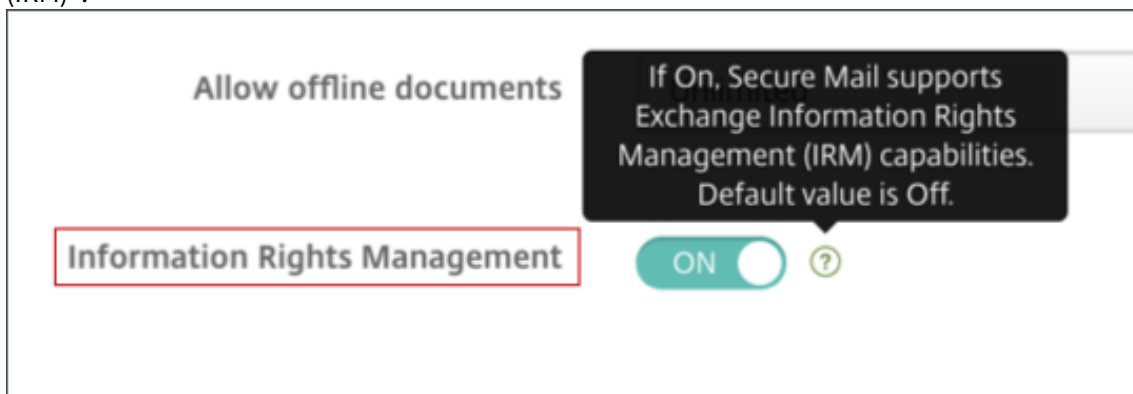 Allow offline documents
If On, Secure Mail supports
Exchange Information Rights
Management (IRM) capabilities.
Default value is Off.
Information Rights Management
ON
?